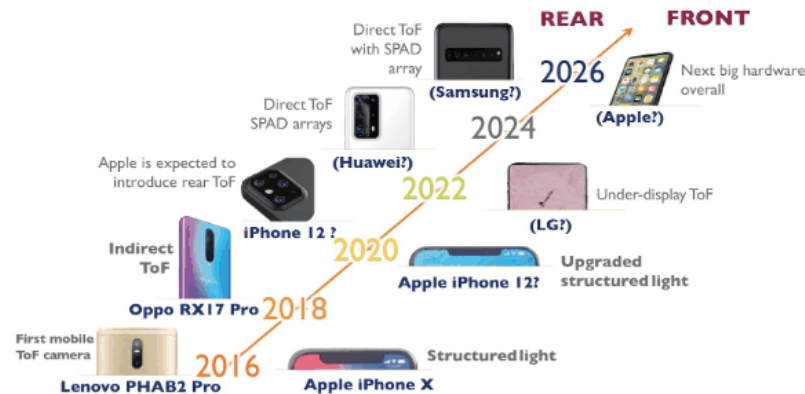 REAR
FRONT
Direct ToF
with SPAD
array
(Samsung?)
2026
Next big hardware
overall
(Apple?)
Direct ToF
SPAD arrays
(Huawei?)
2024
Apple is expected to
introduce rear ToF
iPhone 12 ?
2022
Under-display ToF
(LG?)
Indirect
ToF
Oppo RX17 Pro
2020
Apple iPhone 12?
Upgraded
structured light
2018
First mobile
ToF camera
Lenovo PHAB2 Pro
2016
Structured light
Apple iPhone X